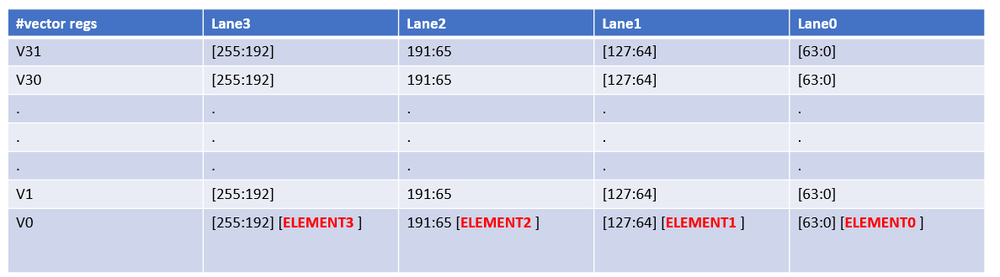 #vector regs Lane3 Lane2 Lane1 Lane0
V31 [255:192] 191:65 [127:64] [63:0]
V30 [255:192] 191:65 [127:64] [63:0]
. . . . .
. . . . .
. . . . .
V1 [255:192] 191:65 [127:64] [63:0]
V0 [255:192] [ELEMENT3 ] 191:65 [ELEMENT2 ] [127:64] [ELEMENT1 ] [63:0] [ELEMENT0 ]